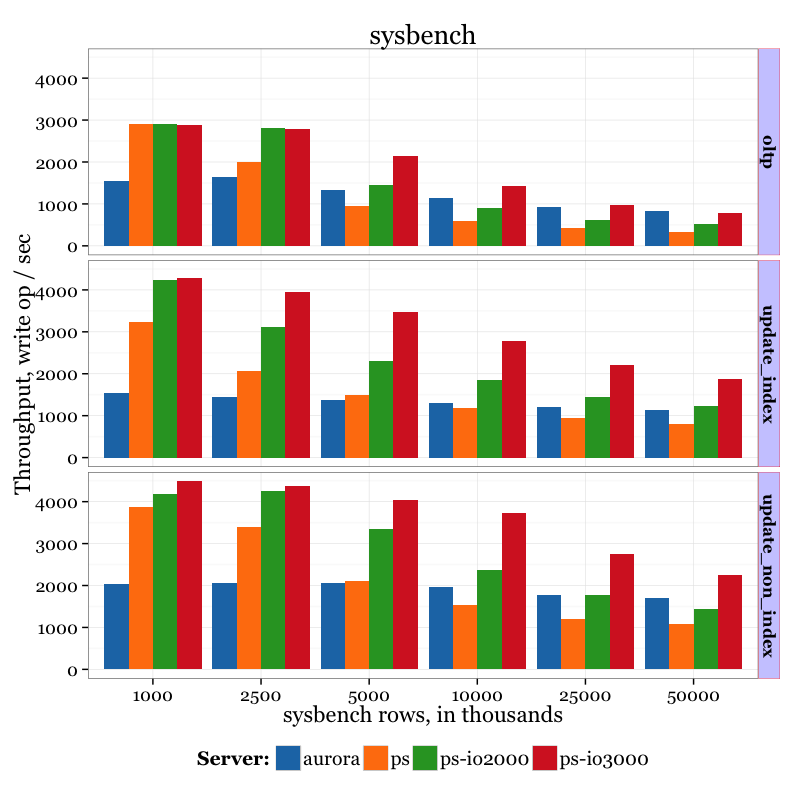 sysbench
Throughput, write op / sec
4000
3000
2000
1000
0
oltp
4000
3000
2000
1000
0
update_index
4000
3000
2000
1000
0
update_non_index
1000 2500 5000 10000 25000 50000
sysbench rows, in thousands
Server: aurora ps ps-io2000 ps-io3000